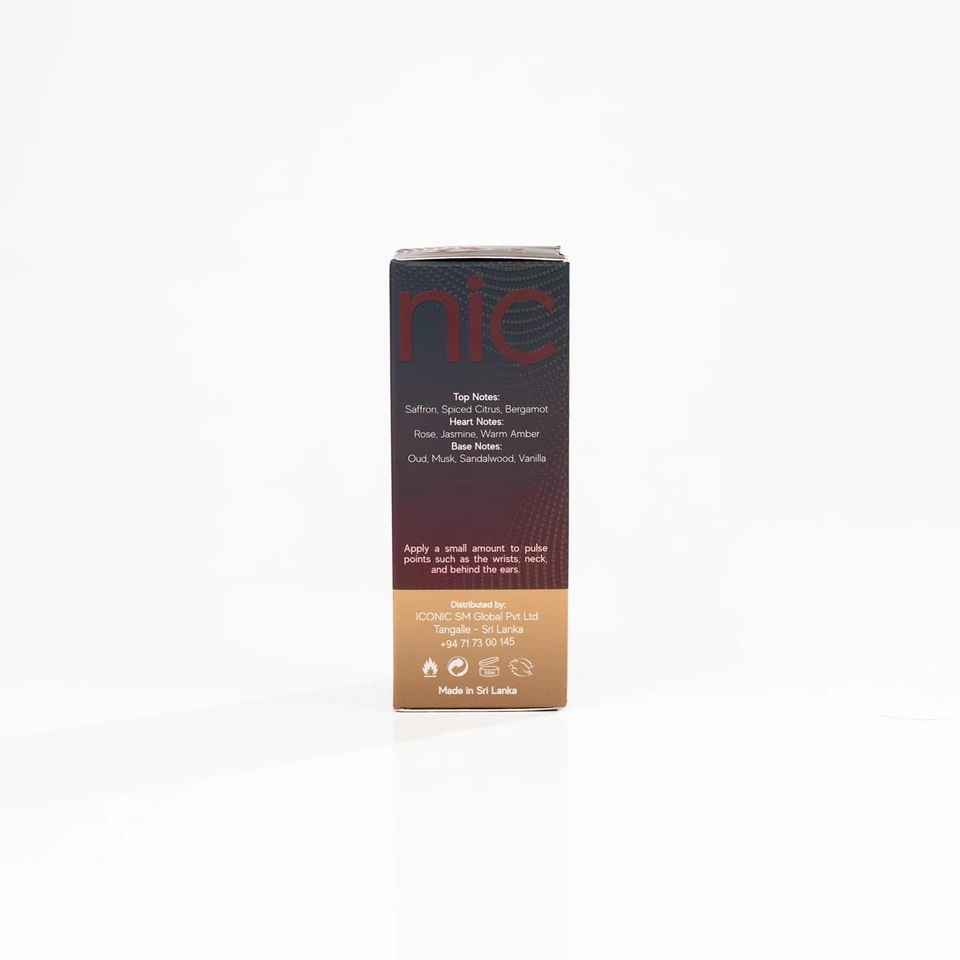 nic
Top Notes:
Saffron, Spiced Citrus, Bergamot
Heart Notes:
Rose, Jasmine, Warm Amber
Base Notes:
Oud, Musk, Sandalwood, Vanilla
Apply a small amount to pulse
points such as the wrists, neck,
and behind the ears.
Distributed by:
ICONiC SM Global Pvt Ltd
Tangalle - Sri Lanka
+94 71 73 00 145
Made in Sri Lanka